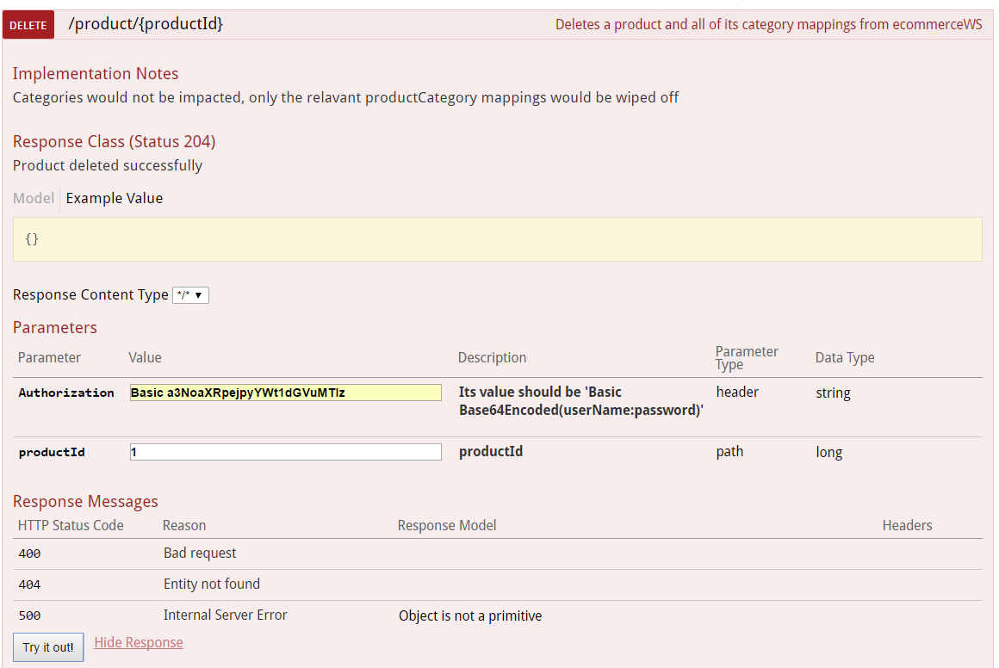 DELETE /product/{productId} Deletes a product and all of its category mappings from ecommerceWS
Implementation Notes
Categories would not be impacted, only the relavant productCategory mappings would be wiped off
Response Class (Status 204)
Product deleted successfully
Model Example Value
{}
Response Content Type */* ▼
Parameters
Parameter Value Description Parameter Type Data Type
Authorization Basic a3NoaXRpejpyYWt1dGVuMTIz Its value should be 'Basic
Base64Encoded(userName:password)' header string
productId 1 productId path long
Response Messages
HTTP Status Code Reason Response Model Headers
400 Bad request
404 Entity not found
500 Internal Server Error Object is not a primitive
Try it out! Hide Response